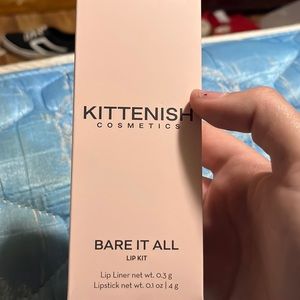 KITTENISH
COSMETICS
BARE IT ALL
LIP KIT
Lip Liner net wt. 0.3 g
Lipstick net wt. 0.1 oz | 4 g